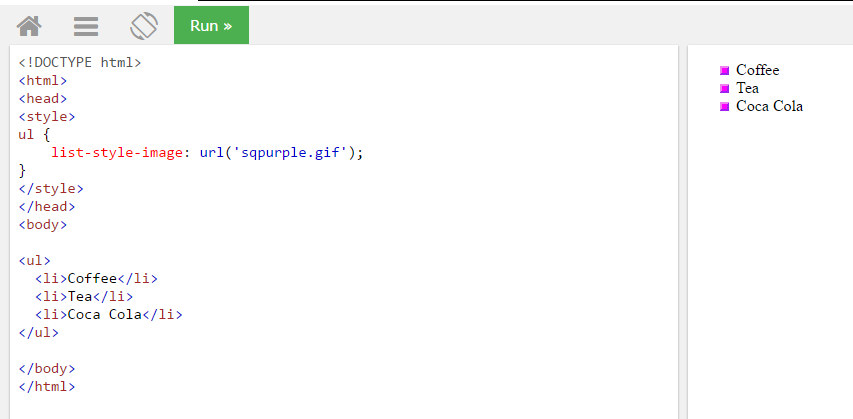 Run »
<!DOCTYPE html>
<html>
<head>
<style>
ul {
    list-style-image: url('sqpurple.gif');
}
</style>
</head>
<body>

<ul>
  <li>Coffee</li>
  <li>Tea</li>
  <li>Coca Cola</li>
</ul>

</body>
</html>
Coffee
Tea
Coca Cola